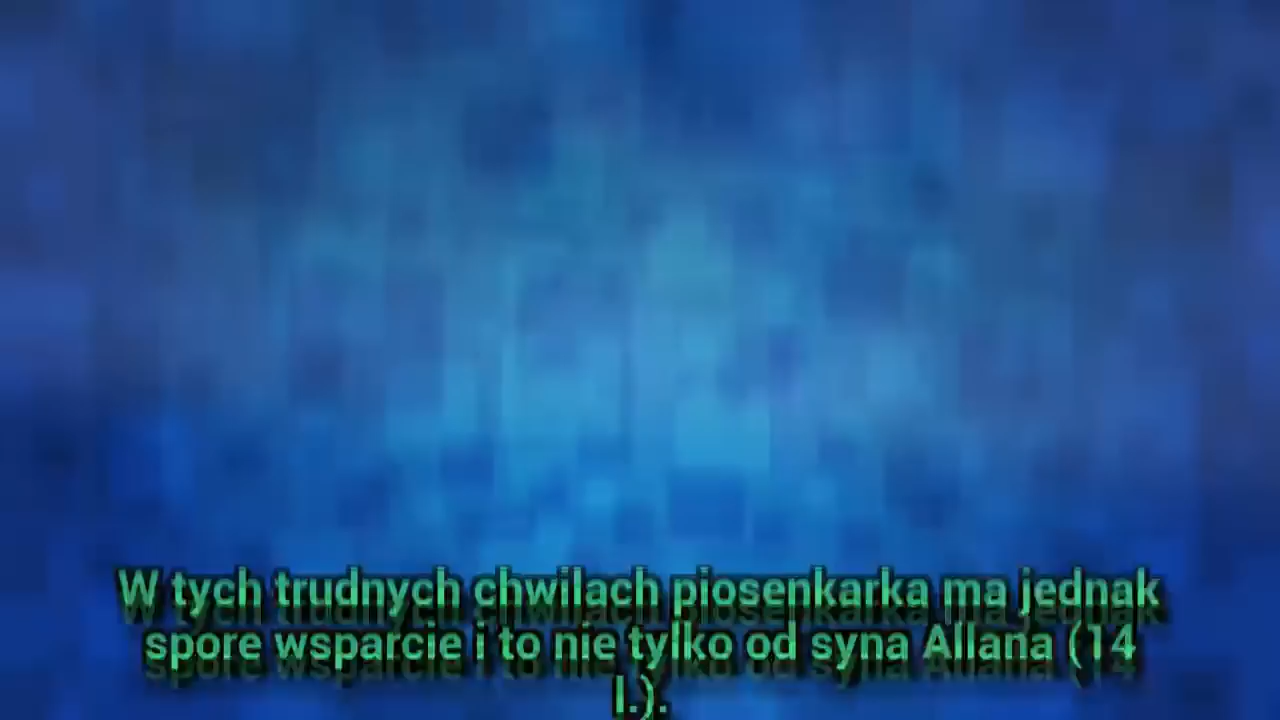 W tych trudnych chwilach piosenkarka ma jednak
spore wsparcie i to nie tylko od syna Allana (14
l.).